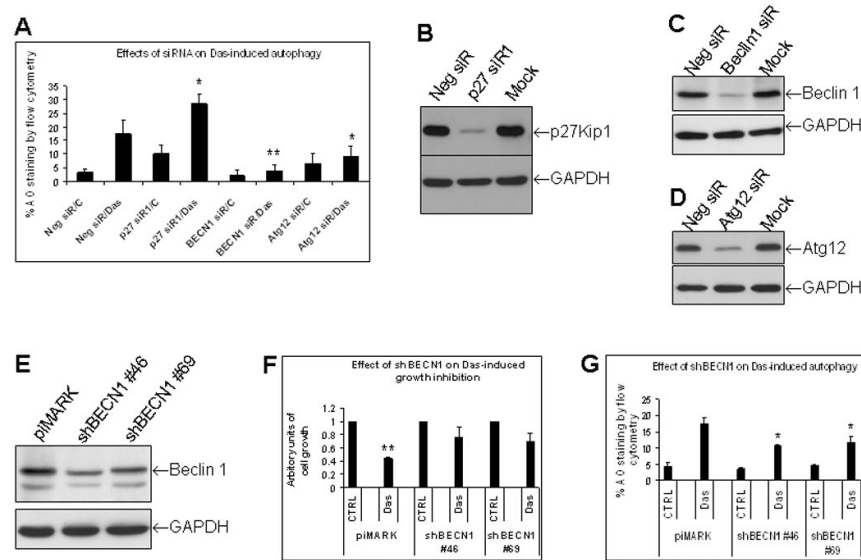 A
Effects of siRNA on Das-induced autophagy
% AO staining by flow cytometry
35
30
25
20
15
10
5
0
*
**
*
Neg siR/C
Neg siR/Das
p27 siR1/C
p27 siR1/Das
BECN1 siR/C
BECN1 siR/Das
Atg12 siR/C
Atg12 siR/Das
B
Neg siR
p27 siR1
Mock
←p27Kip1
←GAPDH
C
Neg siR
Beclin1 siR
Mock
←Beclin 1
←GAPDH
D
Neg siR
Atg12 siR
Mock
←Atg12
←GAPDH
E
piMARK
shBECN1 #46
shBECN1 #69
←Beclin 1
←GAPDH
F
Effect of shBECN1 on Das-induced
growth inhibition
Arbitory units of
cell growth
1.2
1
0.8
0.6
0.4
0.2
0
**
CTRL
Das
CTRL
Das
CTRL
Das
piMARK
shBECN1
#46
shBECN1
#69
G
Effect of shBECN1 on Das-induced autophagy
% AO staining by flow
cytometry
25
20
15
10
5
0
*
*
CTRL
Das
CTRL
Das
CTRL
Das
piMARK
shBECN1 #46
shBECN1
#69